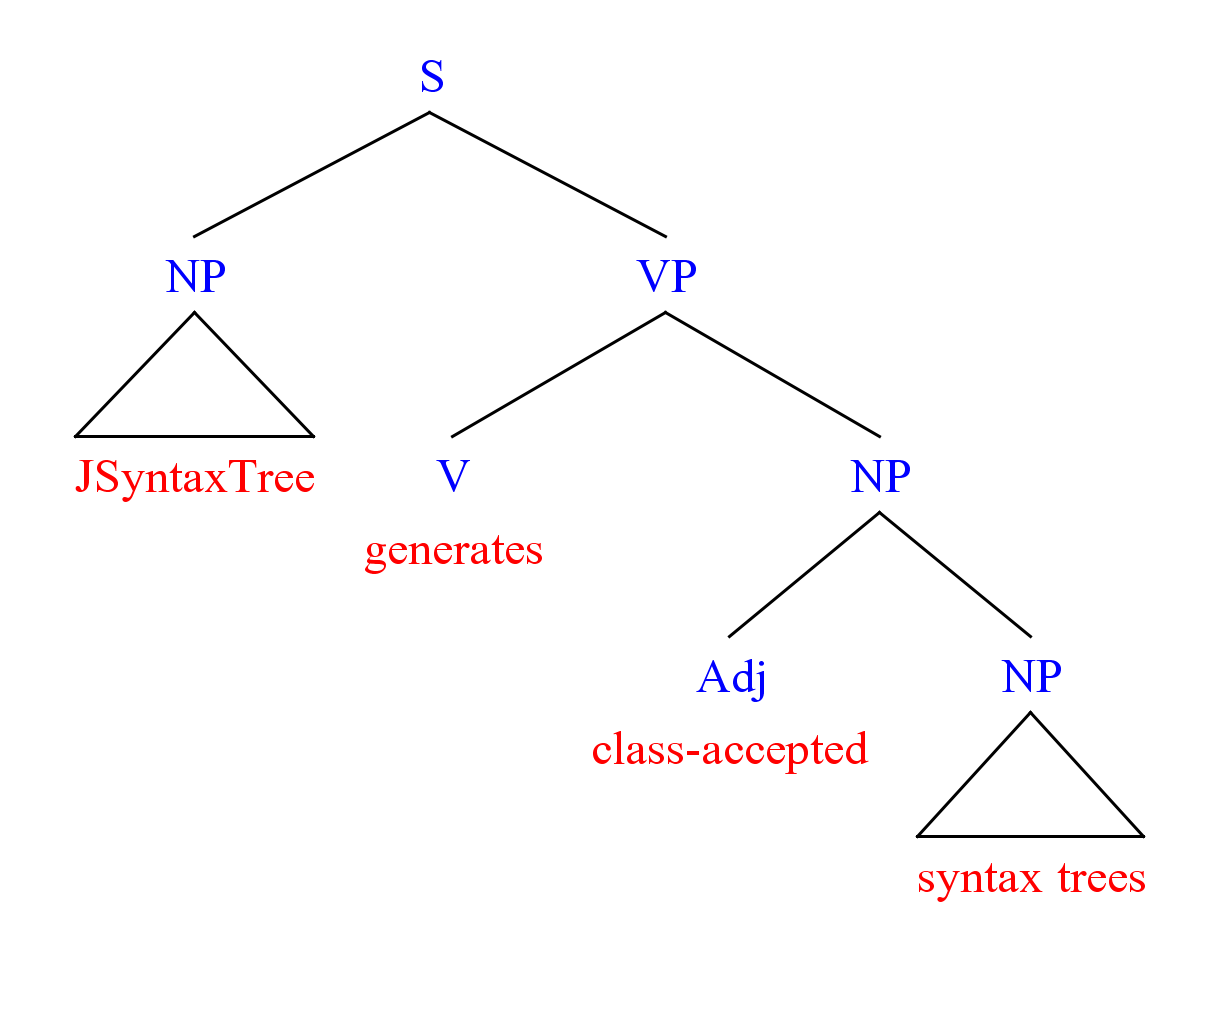 S
NP VP
JSyntaxTree V NP
generates
Adj NP
class-accepted
syntax trees